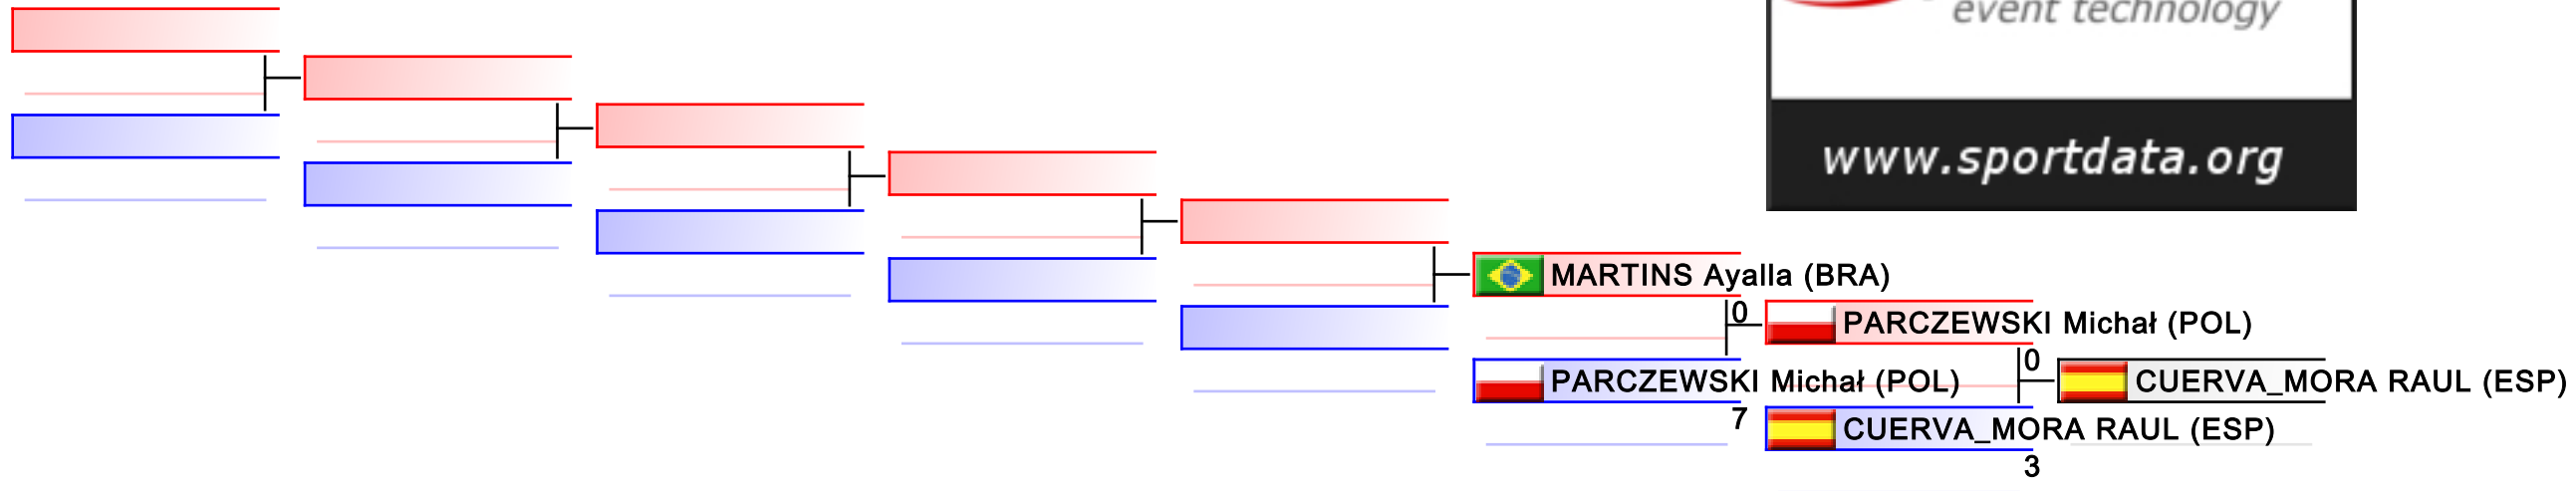 event technology
www.sportdata.org
MARTINS Ayalla (BRA)
0
PARCZEWSKI Michał (POL)
0
PARCZEWSKI Michał (POL)
CUERVA_MORA RAUL (ESP)
7
CUERVA_MORA RAUL (ESP)
3